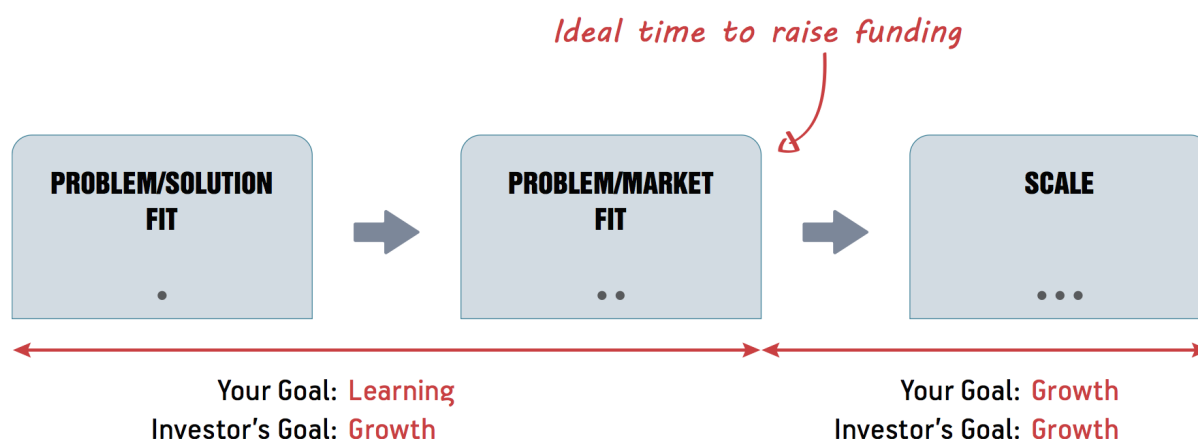 Ideal time to raise funding
PROBLEM/SOLUTION
FIT
PROBLEM/MARKET
FIT
SCALE
Your Goal: Learning
Investor's Goal: Growth
Your Goal: Growth
Investor's Goal: Growth